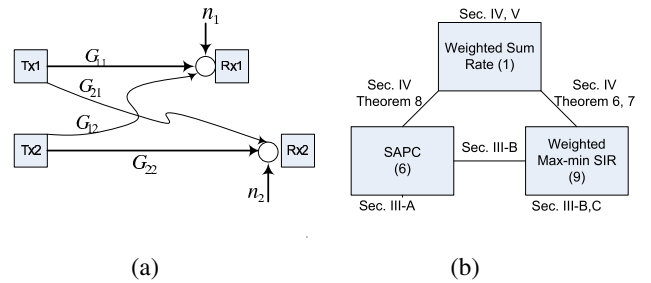 n1
Tx1
G11
Rx1
G21
G12
Tx2
G22
Rx2
n2
(a)
Sec. IV, V
Weighted Sum
Rate (1)
Sec. IV
Theorem 8
Sec. IV
Theorem 6, 7
SAPC
(6)
Sec. III-B
Weighted
Max-min SIR
(9)
Sec. III-A
Sec. III-B,C
(b)